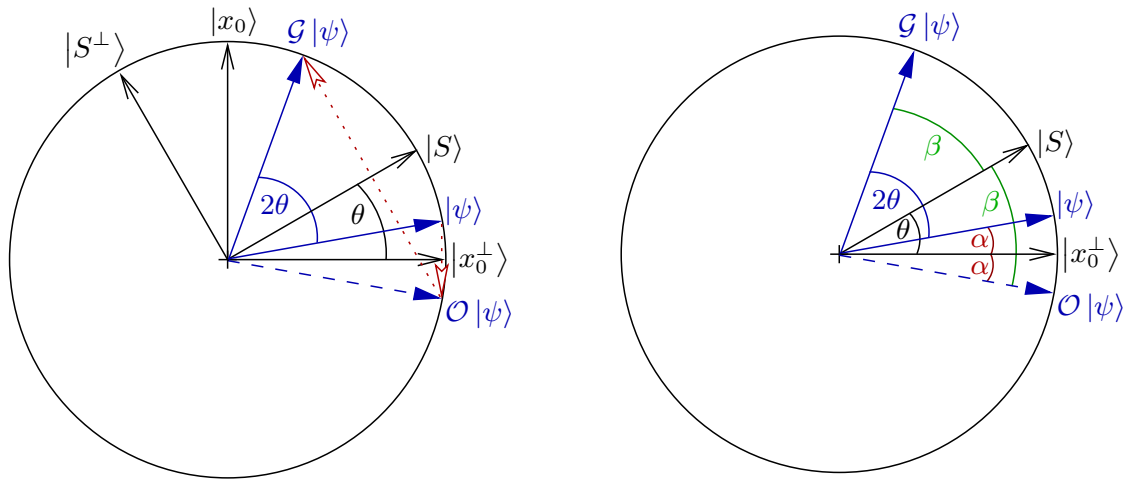 |x₀⟩
|S^⊥⟩
𝒢 |ψ⟩
|S⟩
2θ
θ
|ψ⟩
|x₀^⊥⟩
𝒪 |ψ⟩
𝒢 |ψ⟩
β
|S⟩
2θ
β
|ψ⟩
θ
α
|x₀^⊥⟩
α
𝒪 |ψ⟩